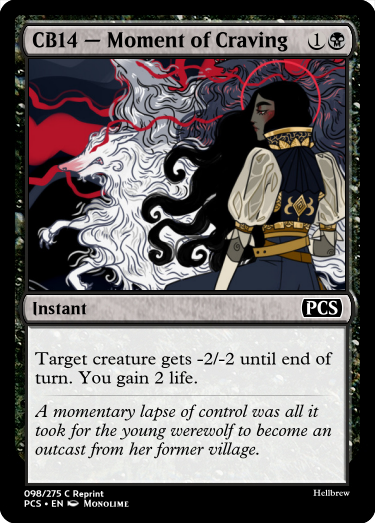 CB14 — Moment of Craving 1
Instant PCS
Target creature gets -2/-2 until end of
turn. You gain 2 life.
A momentary lapse of control was all it
took for the young werewolf to become an
outcast from her former village.
098/275 C Reprint Hellbrew
PCS • EN Monolime